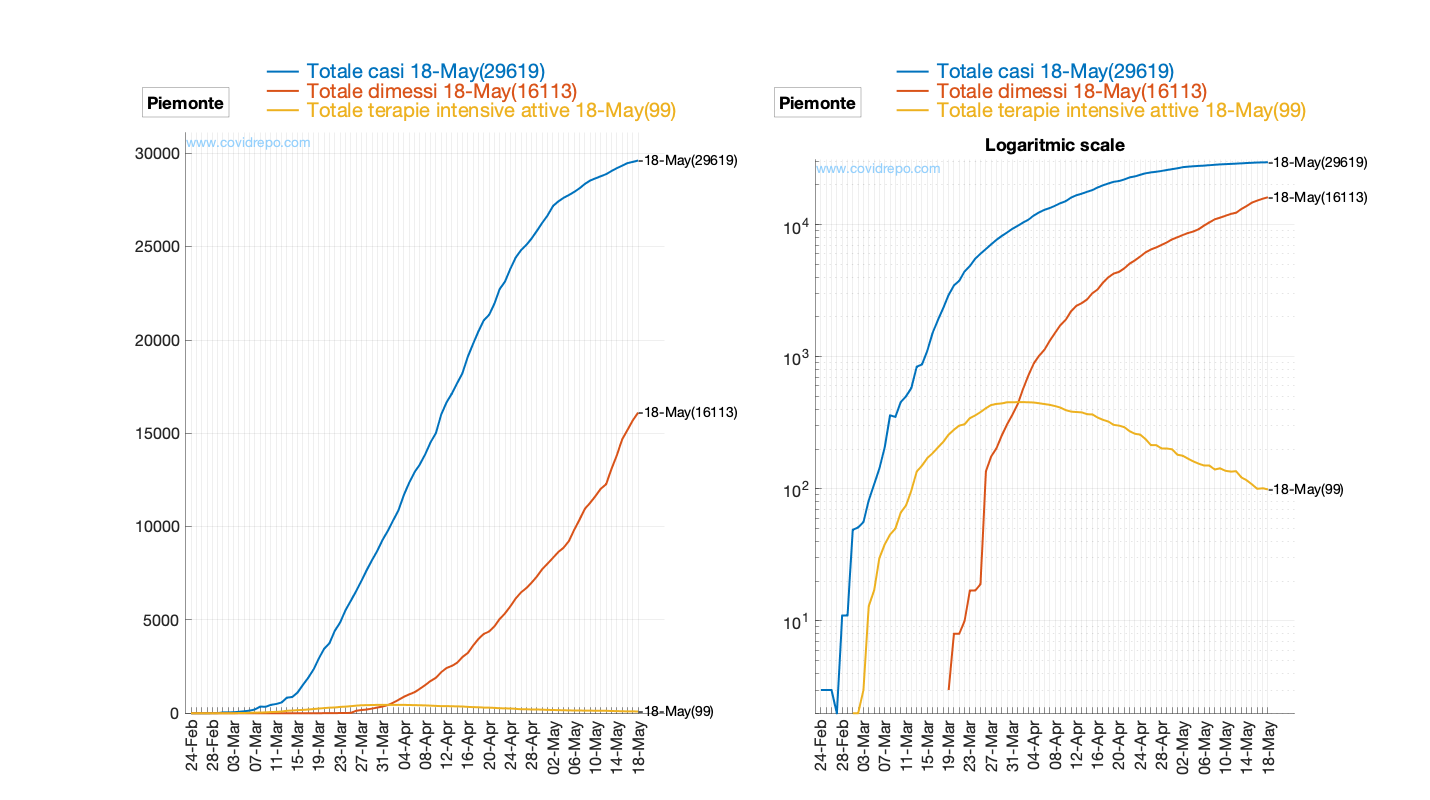 Piemonte
Totale casi 18-May(29619)
Totale dimessi 18-May(16113)
Totale terapie intensive attive 18-May(99)
www.covidrepo.com
30000
25000
20000
15000
10000
5000
0
18-May(29619)
18-May(16113)
18-May(99)
24-Feb
28-Feb
03-Mar
07-Mar
11-Mar
15-Mar
19-Mar
23-Mar
27-Mar
31-Mar
04-Apr
08-Apr
12-Apr
16-Apr
20-Apr
24-Apr
28-Apr
02-May
06-May
10-May
14-May
18-May
Piemonte
Totale casi 18-May(29619)
Totale dimessi 18-May(16113)
Totale terapie intensive attive 18-May(99)
Logaritmic scale
www.covidrepo.com
10⁴
10³
10²
10¹
18-May(29619)
18-May(16113)
18-May(99)
24-Feb
28-Feb
03-Mar
07-Mar
11-Mar
15-Mar
19-Mar
23-Mar
27-Mar
31-Mar
04-Apr
08-Apr
12-Apr
16-Apr
20-Apr
24-Apr
28-Apr
02-May
06-May
10-May
14-May
18-May